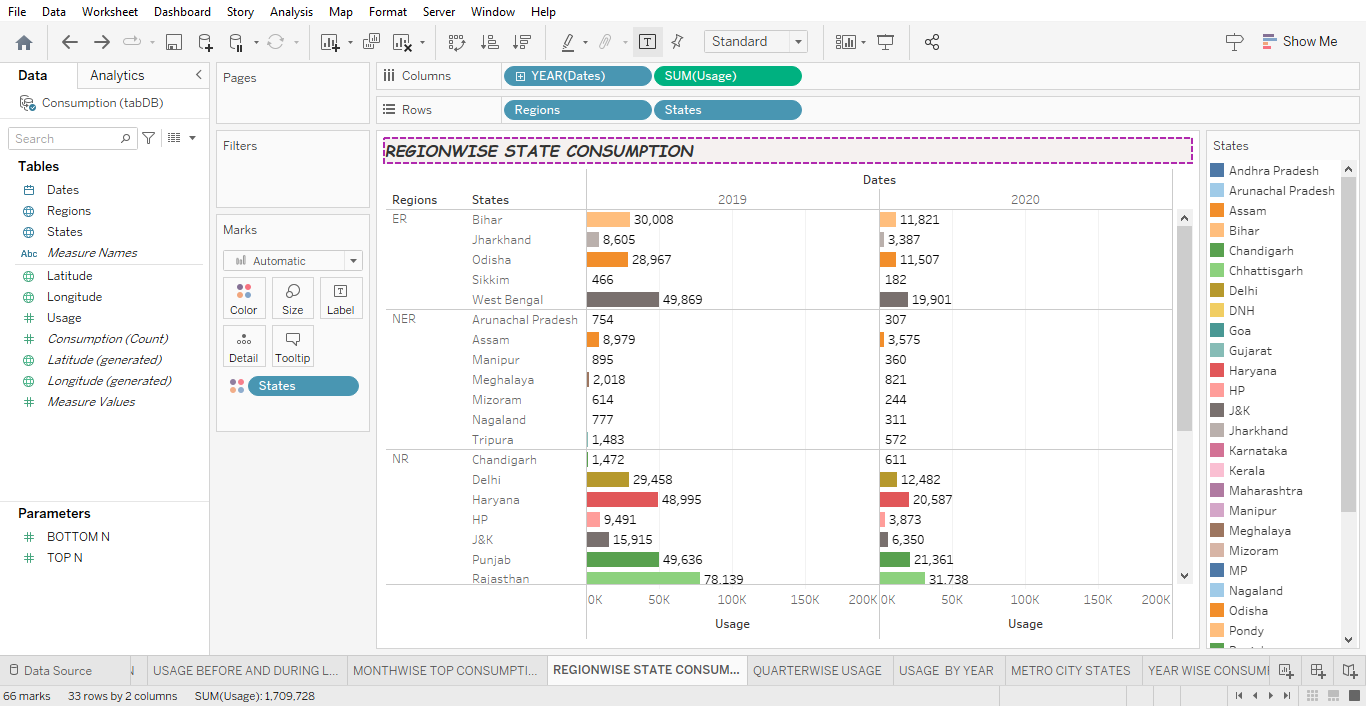 File Data Worksheet Dashboard Story Analysis Map Format Server Window Help
Standard
Show Me
Data Analytics
Consumption (tabDB)
Search
Tables
Dates
Regions
States
Abc Measure Names
Latitude
Longitude
Usage
Consumption (Count)
Latitude (generated)
Longitude (generated)
Measure Values
Parameters
BOTTOM N
TOP N
Pages
Filters
Marks
Automatic
Color Size Label
Detail Tooltip
States
Columns YEAR(Dates) SUM(Usage)
Rows Regions States
REGIONWISE STATE CONSUMPTION
Dates
Regions States 2019 2020
ER Bihar 30,008 11,821
Jharkhand 8,605 3,387
Odisha 28,967 11,507
Sikkim 466 182
West Bengal 49,869 19,901
NER Arunachal Pradesh 754 307
Assam 8,979 3,575
Manipur 895 360
Meghalaya 2,018 821
Mizoram 614 244
Nagaland 777 311
Tripura 1,483 572
NR Chandigarh 1,472 611
Delhi 29,458 12,482
Haryana 48,995 20,587
HP 9,491 3,873
J&K 15,915 6,350
Punjab 49,636 21,361
Rajasthan 78,139 31,738
0K 50K 100K 150K 200K 0K 50K 100K 150K 200K
Usage Usage
States
Andhra Pradesh
Arunachal Pradesh
Assam
Bihar
Chandigarh
Chhattisgarh
Delhi
DNH
Goa
Gujarat
Haryana
HP
J&K
Jharkhand
Karnataka
Kerala
Maharashtra
Manipur
Meghalaya
Mizoram
MP
Nagaland
Odisha
Pondy
Data Source USAGE BEFORE AND DURING L... MONTHWISE TOP CONSUMPTI... REGIONWISE STATE CONSUM... QUARTERWISE USAGE USAGE BY YEAR METRO CITY STATES YEAR WISE CONSUM
66 marks 33 rows by 2 columns SUM(Usage): 1,709,728